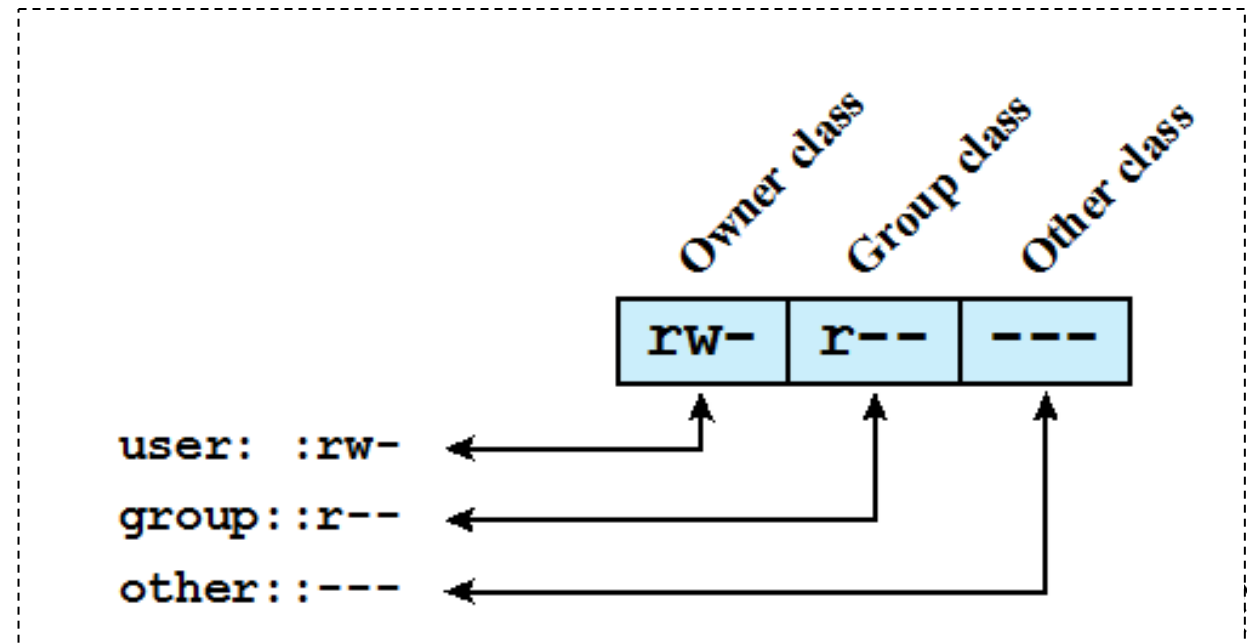 Owner class
Group class
Other class
rw- r-- ---
user: :rw-
group::r--
other::---